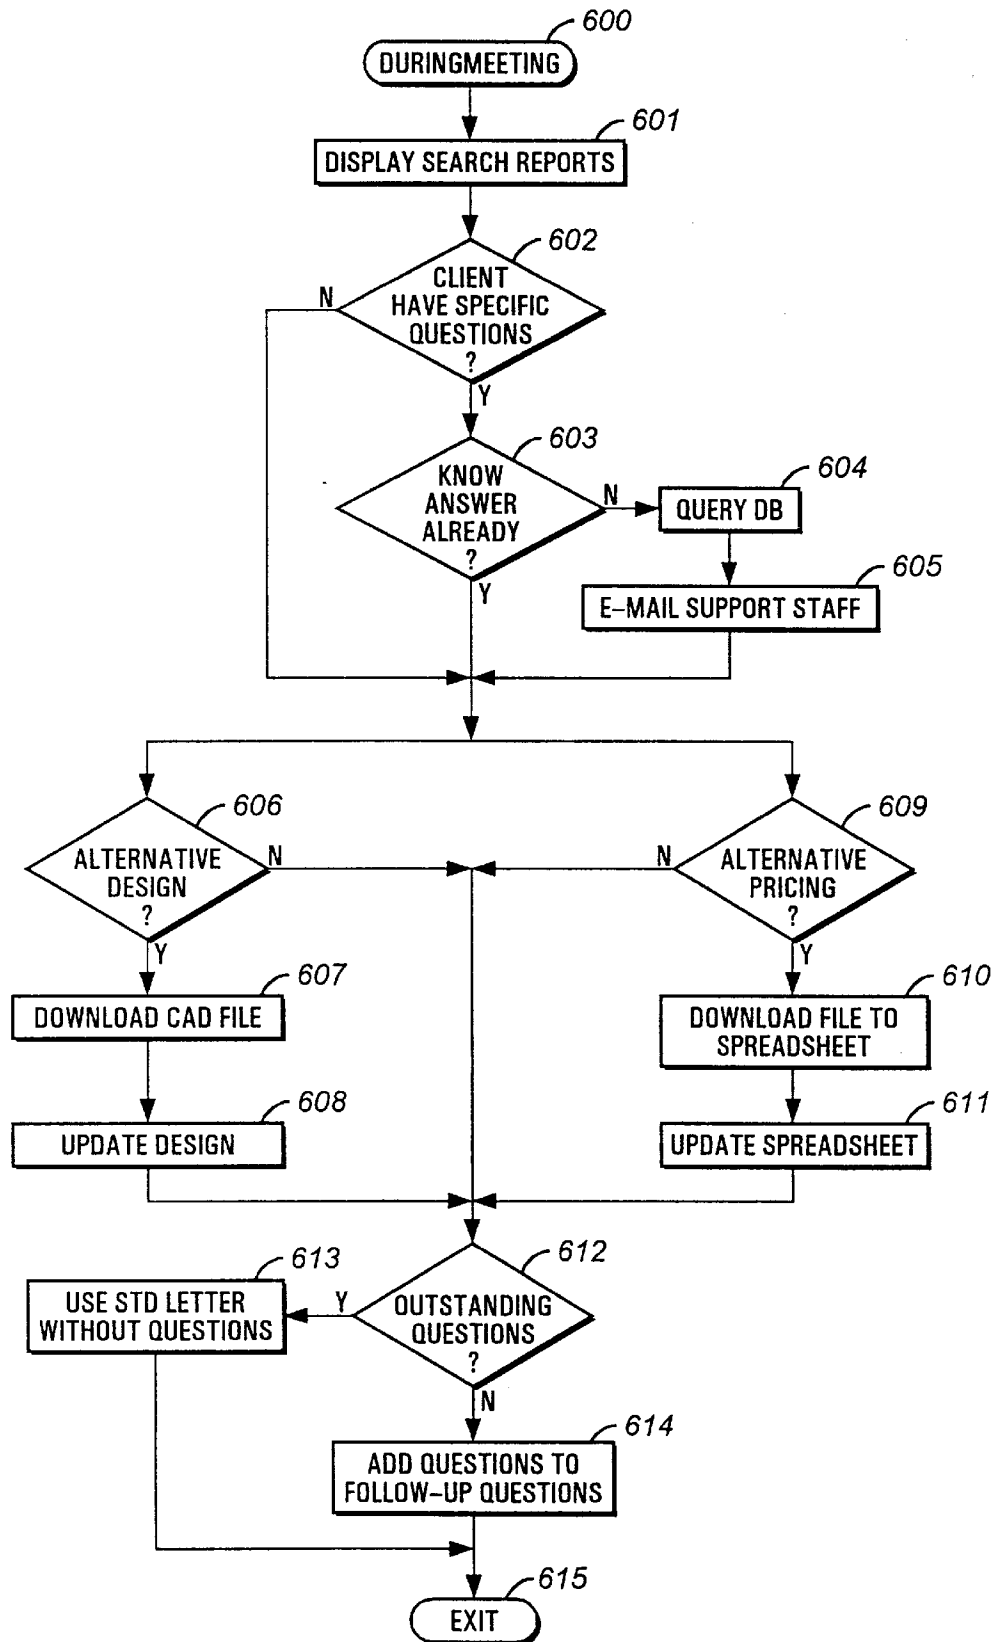 600
DURINGMEETING
601
DISPLAY SEARCH REPORTS
602
CLIENT
HAVE SPECIFIC
QUESTIONS
?
N
Y
603
KNOW
ANSWER
ALREADY
?
N
Y
604
QUERY DB
605
E-MAIL SUPPORT STAFF
606
ALTERNATIVE
DESIGN
?
N
Y
609
ALTERNATIVE
PRICING
?
N
Y
607
DOWNLOAD CAD FILE
610
DOWNLOAD FILE TO
SPREADSHEET
608
UPDATE DESIGN
611
UPDATE SPREADSHEET
612
OUTSTANDING
QUESTIONS
?
Y
N
613
USE STD LETTER
WITHOUT QUESTIONS
614
ADD QUESTIONS TO
FOLLOW-UP QUESTIONS
615
EXIT